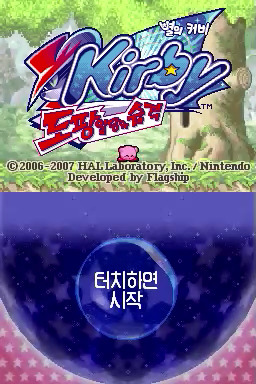 별의 커비
Kirby
TM
도팡일당의 습격
©2006-2007 HAL Laboratory, Inc. / Nintendo
Developed by Flagship
터치하면
시작